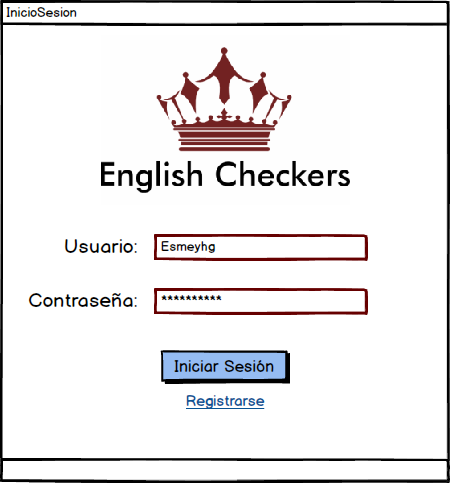 InicioSesion
English Checkers
Usuario: Esmeyhg
Contraseña: **********
Iniciar Sesión
Registrarse